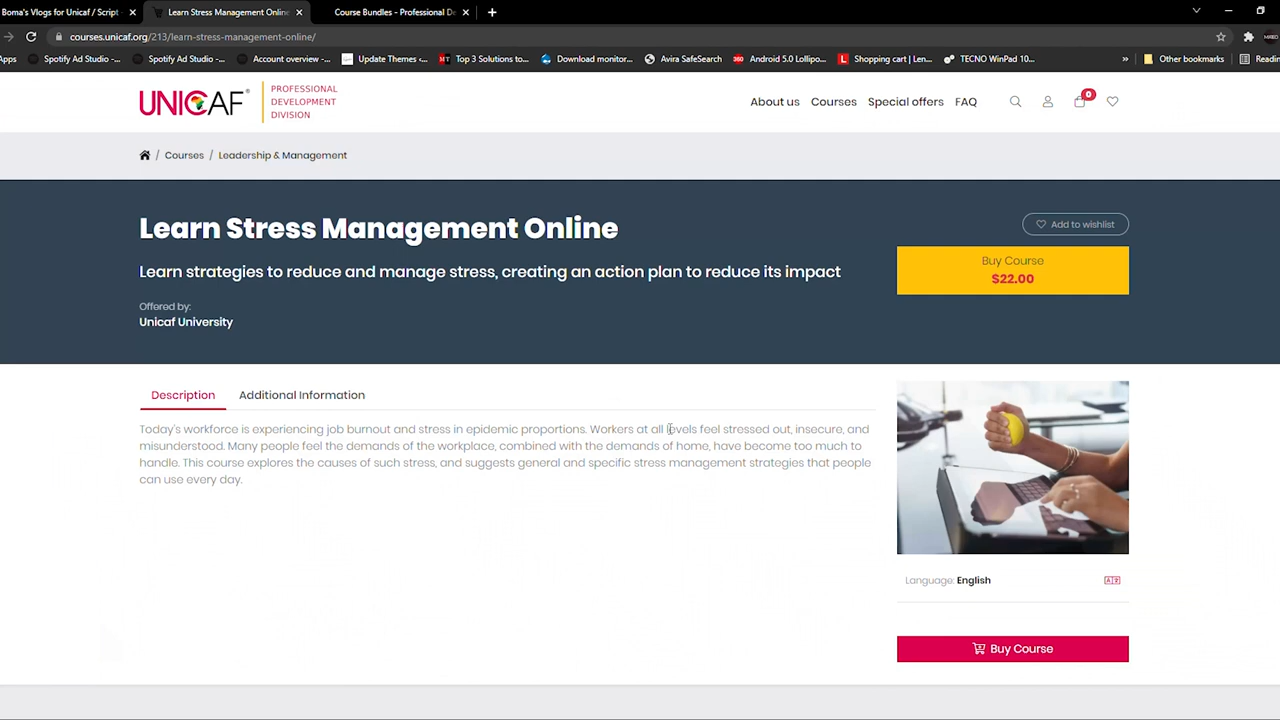 Boma's Vlogs for Unicaf / Script
Learn Stress Management Online
Course Bundles - Professional De
courses.unicaf.org/213/learn-stress-management-online/
Apps
Spotify Ad Studio -...
Spotify Ad Studio -...
Account overview -...
Update Themes ‹...
Top 3 Solutions to...
Download monitor...
Avira SafeSearch
Android 5.0 Lollipo...
Shopping cart | Len...
TECNO WinPad 10...
»
Other bookmarks
Readin
UNICAF®
PROFESSIONAL
DEVELOPMENT
DIVISION
About us
Courses
Special offers
FAQ
0
/ Courses / Leadership & Management
Learn Stress Management Online
Add to wishlist
Learn strategies to reduce and manage stress, creating an action plan to reduce its impact
Buy Course
$22.00
Offered by:
Unicaf University
Description
Additional Information
Today's workforce is experiencing job burnout and stress in epidemic proportions. Workers at all levels feel stressed out, insecure, and
misunderstood. Many people feel the demands of the workplace, combined with the demands of home, have become too much to
handle. This course explores the causes of such stress, and suggests general and specific stress management strategies that people
can use every day.
Language: English
Buy Course